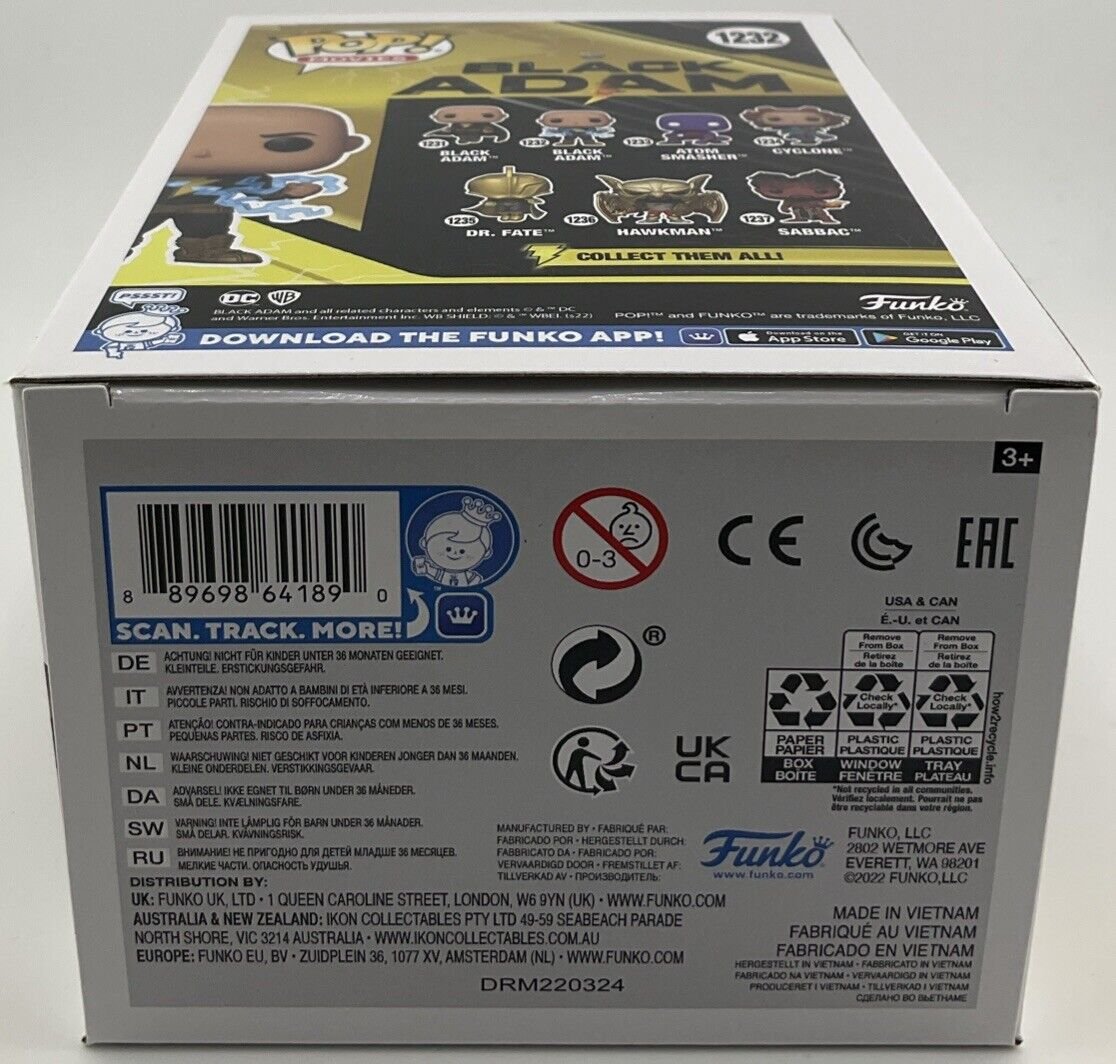 POP!
MOVIES
1232
BLACK
ADAM
1231
BLACK
ADAM™
1232
BLACK
ADAM™
1233
ATOM
SMASHER™
1234
CYCLONE™
1235
DR. FATE™
1236
HAWKMAN™
1237
SABBAC™
COLLECT THEM ALL!
PSSST!
DC WB
BLACK ADAM and all related characters and elements © & ™ DC
and Warner Bros. Entertainment Inc. WB SHIELD: © & ™ WBEI. (s22)
POP!™ and FUNKO™ are trademarks of Funko, LLC
Funko
DOWNLOAD THE FUNKO APP!
Download on the
App Store
GET IT ON
Google Play
3+
8 89698 64189 0
SCAN. TRACK. MORE!
0-3
CE
EAC
®
UK
CA
USA & CAN
É.-U. et CAN
Remove
From Box
Retirez
de la boîte
Remove
From Box
Retirez
de la boîte
Check
Locally*
Check
Locally*
PAPER
PAPIER
PLASTIC
PLASTIQUE
PLASTIC
PLASTIQUE
BOX
BOÎTE
WINDOW
FENÊTRE
TRAY
PLATEAU
how2recycle.info
*Not recycled in all communities.
Vérifiez localement. Pourrait ne pas
être recyclable dans votre région.
DE ACHTUNG! NICHT FÜR KINDER UNTER 36 MONATEN GEEIGNET.
KLEINTEILE. ERSTICKUNGSGEFAHR.
IT AVVERTENZA! NON ADATTO A BAMBINI DI ETÀ INFERIORE A 36 MESI.
PICCOLE PARTI. RISCHIO DI SOFFOCAMENTO.
PT ATENÇÃO! CONTRA-INDICADO PARA CRIANÇAS COM MENOS DE 36 MESES.
PEQUENAS PARTES. RISCO DE ASFIXIA.
NL WAARSCHUWING! NIET GESCHIKT VOOR KINDEREN JONGER DAN 36 MAANDEN.
KLEINE ONDERDELEN. VERSTIKKINGSGEVAAR.
DA ADVARSEL! IKKE EGNET TIL BØRN UNDER 36 MÅNEDER.
SMÅ DELE. KVÆLNINGSFARE.
SW VARNING! INTE LÄMPLIG FÖR BARN UNDER 36 MÅNADER.
SMÅ DELAR. KVÄVNINGSRISK.
RU ВНИМАНИЕ! НЕ ПРИГОДНО ДЛЯ ДЕТЕЙ МЛАДШЕ 36 МЕСЯЦЕВ.
МЕЛКИЕ ЧАСТИ. ОПАСНОСТЬ УДУШЬЯ.
MANUFACTURED BY • FABRIQUÉ PAR:
FABRICADO POR • HERGESTELLT DURCH
FABBRICATO DA • FABRICADO POR:
VERVAARDIGD DOOR • FREMSTILLET AF:
TILLVERKAD AV • ПРОИЗВОДИТЕЛЬ:
Funko
www.funko.com
FUNKO, LLC
2802 WETMORE AVE
EVERETT, WA 98201
©2022 FUNKO,LLC
DISTRIBUTION BY:
UK: FUNKO UK, LTD • 1 QUEEN CAROLINE STREET, LONDON, W6 9YN (UK) • WWW.FUNKO.COM
AUSTRALIA & NEW ZEALAND: IKON COLLECTABLES PTY LTD 49-59 SEABEACH PARADE
NORTH SHORE, VIC 3214 AUSTRALIA • WWW.IKONCOLLECTABLES.COM.AU
EUROPE: FUNKO EU, BV • ZUIDPLEIN 36, 1077 XV, AMSTERDAM (NL) • WWW.FUNKO.COM
DRM220324
MADE IN VIETNAM
FABRIQUÉ AU VIETNAM
FABRICADO EN VIETNAM
HERGESTELLT IN VIETNAM • FABBRICATO IN VIETNAM
FABRICADO NA VIETNAM • VERVAARDIGD IN VIETNAM
PRODUCERET I VIETNAM • TILLVERKAD I VIETNAM
СДЕЛАНО ВО ВЬЕТНАМЕ